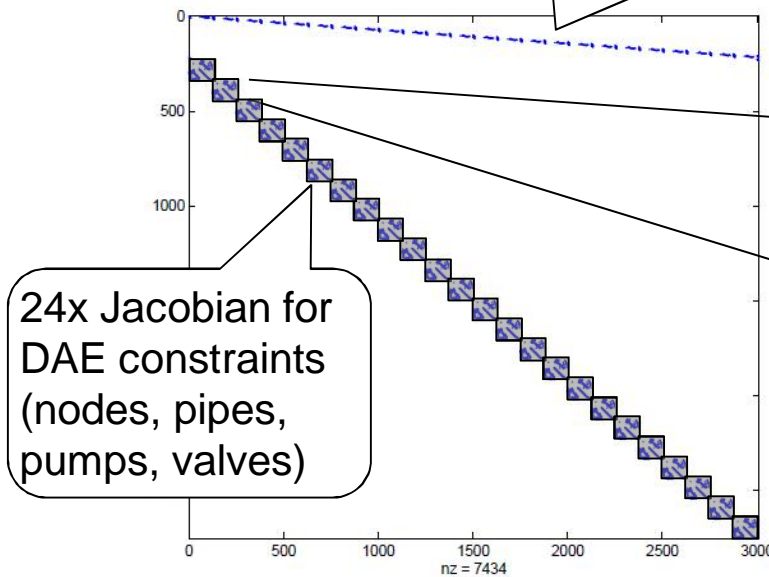 0
500
1000
24x Jacobian for
DAE constraints
(nodes, pipes,
pumps, valves)
0 500 1000 1500 2000 2500 3000
nz = 7434